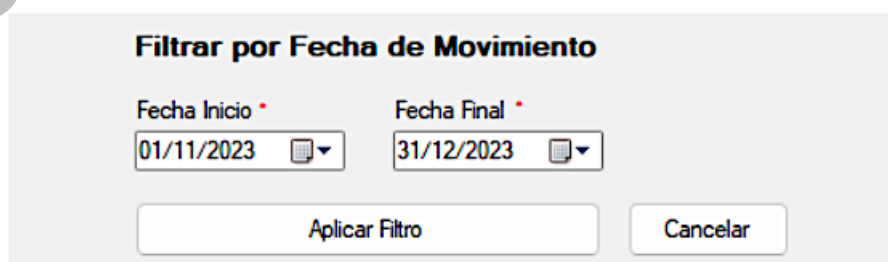 Filtrar por Fecha de Movimiento
Fecha Inicio * Fecha Final *
01/11/2023 31/12/2023
Aplicar Filtro Cancelar